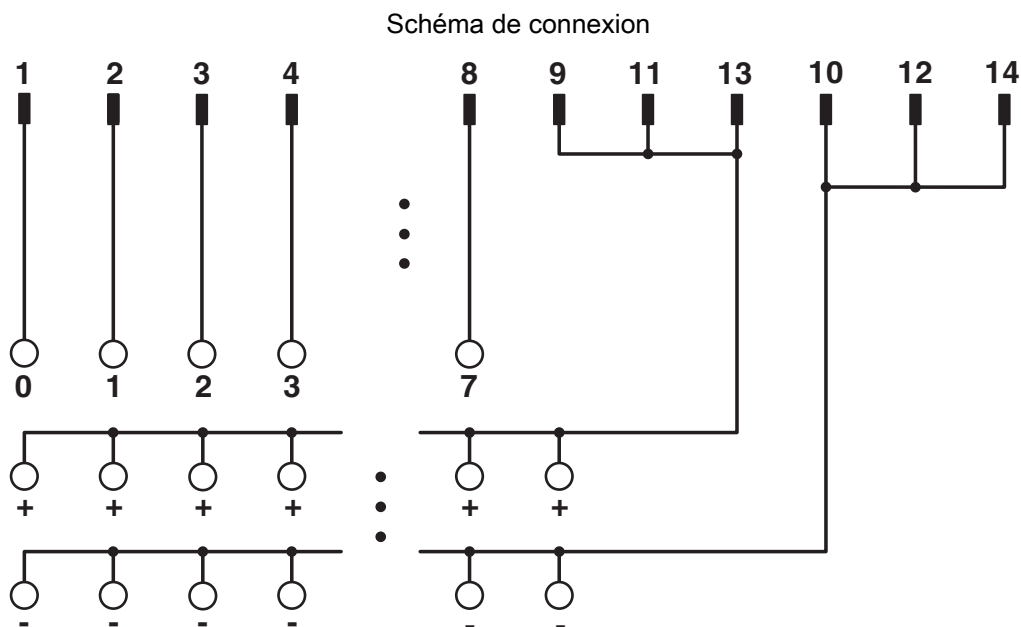 Schéma de connexion
1 2 3 4 8 9 11 13 10 12 14
0 1 2 3 7
+ + + + + +
- - - - - -